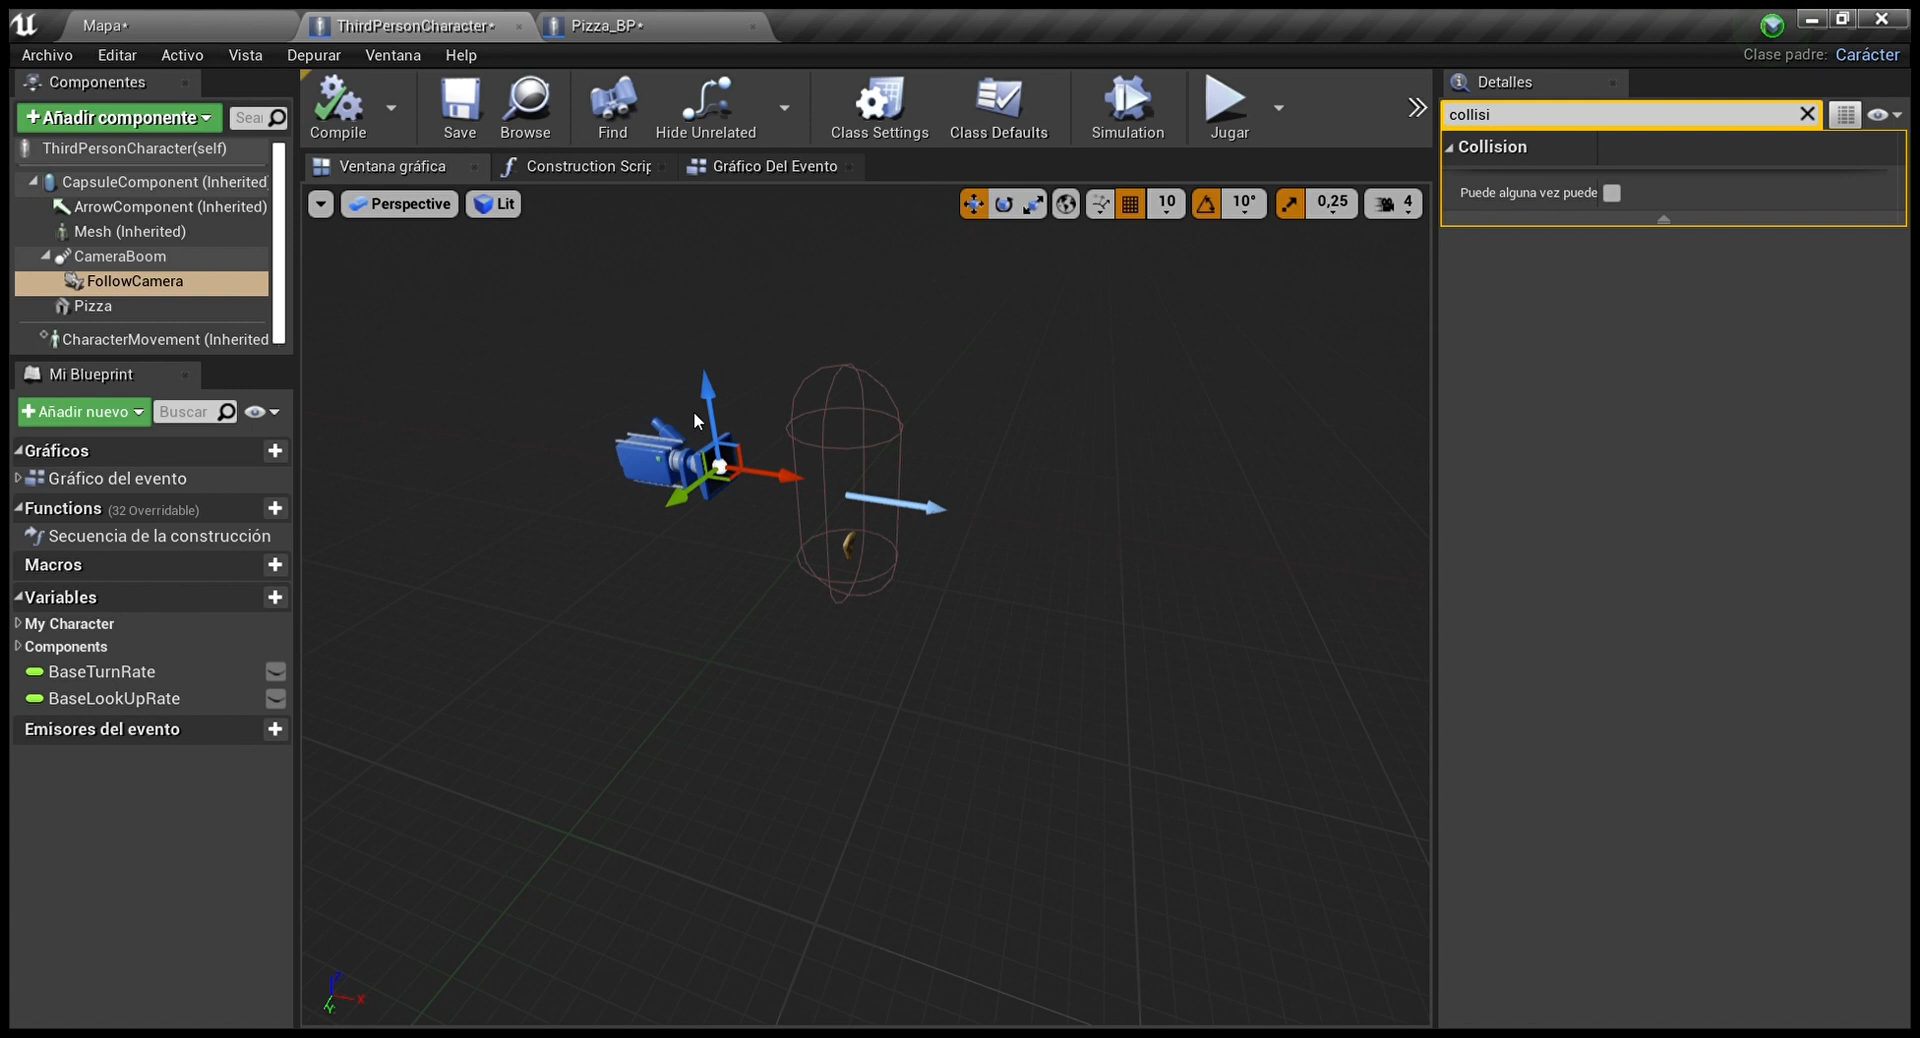 Mapa*
ThirdPersonCharacter*
Pizza_BP*
Archivo
Editar
Activo
Vista
Depurar
Ventana
Help
Clase padre: Carácter
Componentes
+Añadir componente
Sear
ThirdPersonCharacter(self)
CapsuleComponent (Inherited)
ArrowComponent (Inherited)
Mesh (Inherited)
CameraBoom
FollowCamera
Pizza
CharacterMovement (Inherited
Compile
Save
Browse
Find
Hide Unrelated
Class Settings
Class Defaults
Simulation
Jugar
Ventana gráfica
Construction Scrip
Gráfico Del Evento
Perspective
Lit
10
10°
0,25
4
Mi Blueprint
+Añadir nuevo
Buscar
Gráficos
Gráfico del evento
Functions (32 Overridable)
Secuencia de la construcción
Macros
Variables
My Character
Components
BaseTurnRate
BaseLookUpRate
Emisores del evento
Z
X
Y
Detalles
collisi
Collision
Puede alguna vez puede